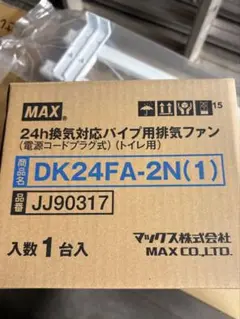 MAX
15
24h換気対応パイプ用排気ファン
(電源コードプラグ式)(トイレ用)
商品名 DK24FA-2N(1)
品番 JJ90317
入数1台入
マックス株式会社
MAX CO.,LTD.